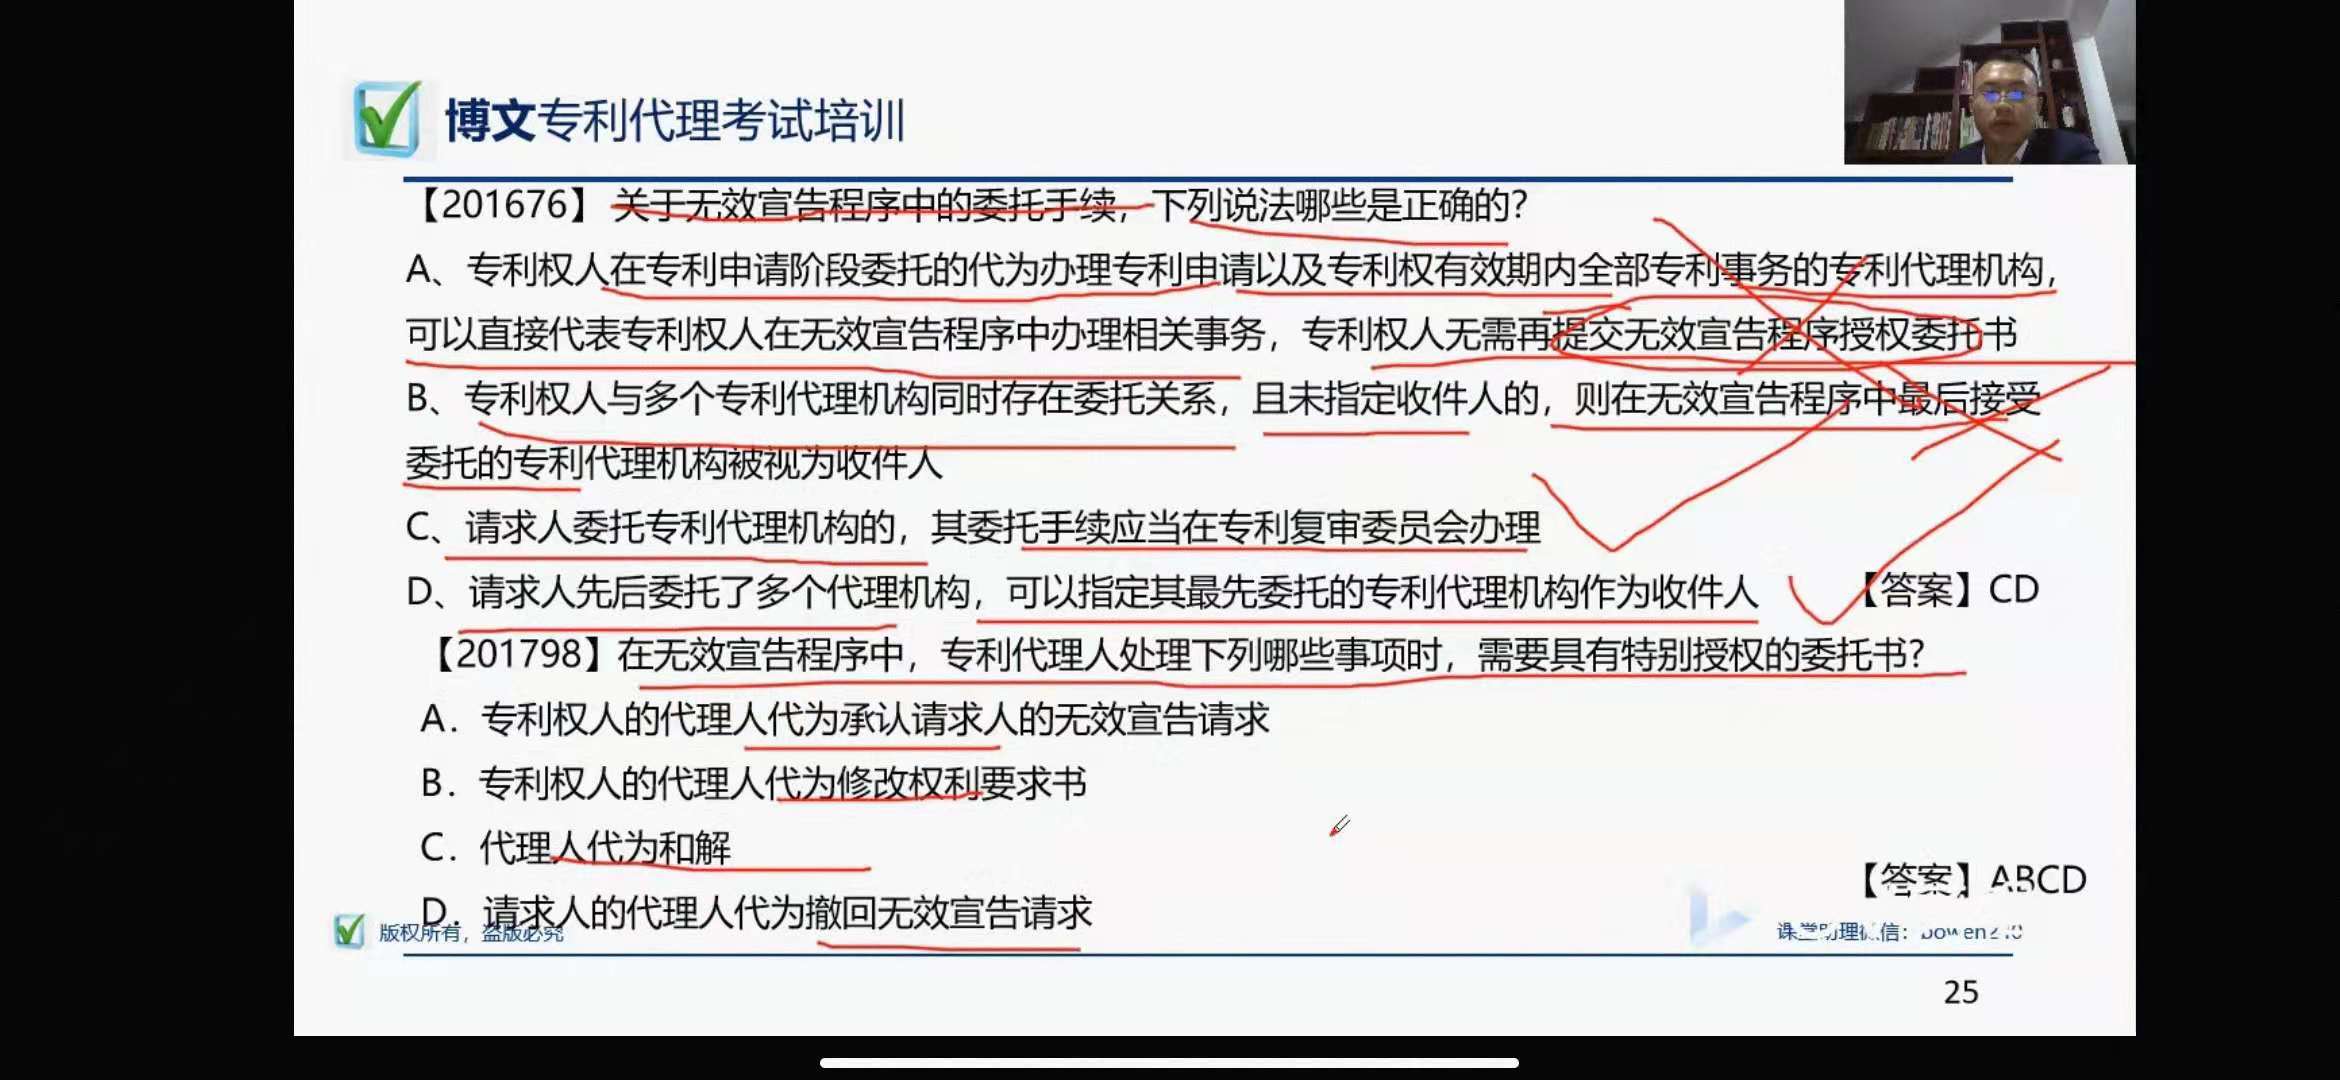 博文专利代理考试培训
【201676】关于无效宣告程序中的委托手续，下列说法哪些是正确的？
A、专利权人在专利申请阶段委托的代为办理专利申请以及专利权有效期内全部专利事务的专利代理机构，
可以直接代表专利权人在无效宣告程序中办理相关事务，专利权人无需再提交无效宣告程序授权委托书
B、专利权人与多个专利代理机构同时存在委托关系，且未指定收件人的，则在无效宣告程序中最后接受
委托的专利代理机构被视为收件人
C、请求人委托专利代理机构的，其委托手续应当在专利复审委员会办理
D、请求人先后委托了多个代理机构，可以指定其最先委托的专利代理机构作为收件人 【答案】CD
【201798】在无效宣告程序中，专利代理人处理下列哪些事项时，需要具有特别授权的委托书？
A．专利权人的代理人代为承认请求人的无效宣告请求
B．专利权人的代理人代为修改权利要求书
C．代理人代为和解
【答案】ABCD
D．请求人的代理人代为撤回无效宣告请求
版权所有，盗版必究
课堂助理微信：
25